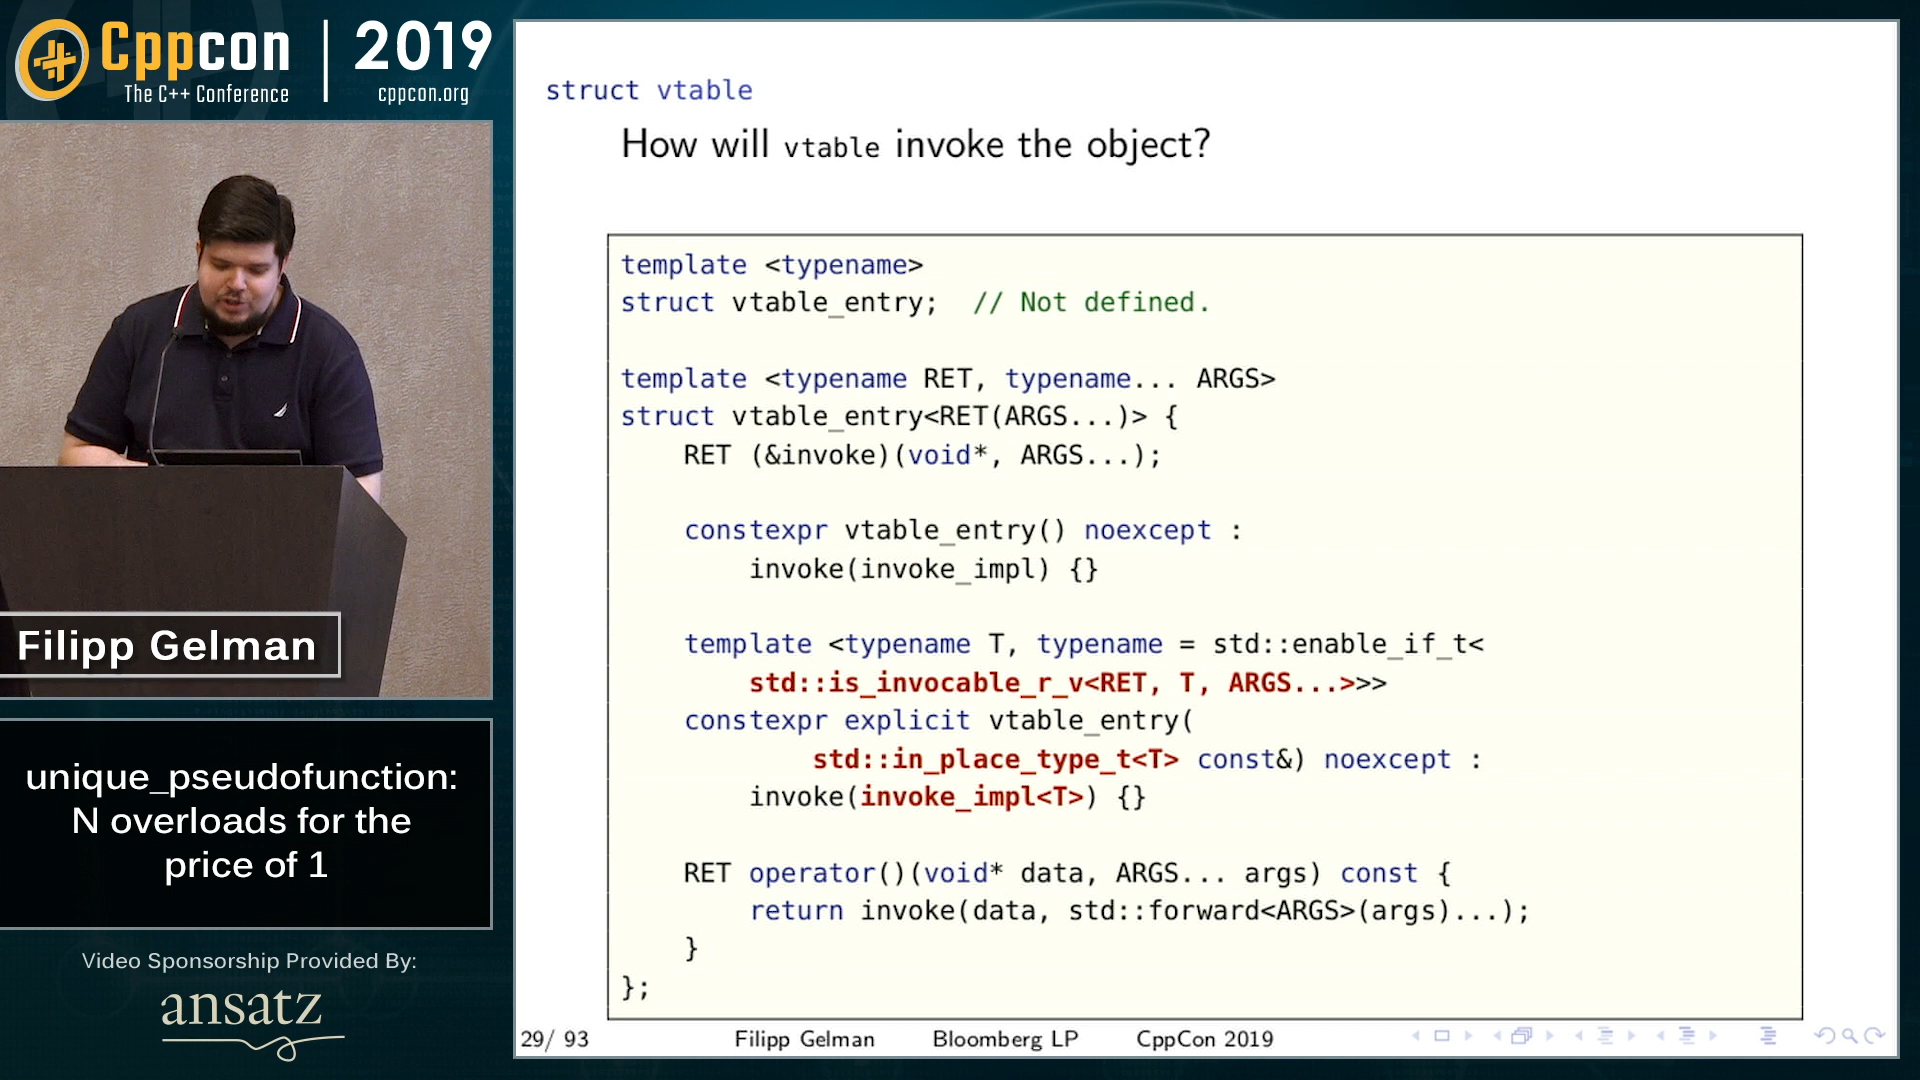 Cppcon
The C++ Conference
2019
cppcon.org
Filipp Gelman
unique_pseudofunction:
N overloads for the
price of 1
Video Sponsorship Provided By:
ansatz
struct vtable
How will vtable invoke the object?
template <typename>
struct vtable_entry;  // Not defined.
template <typename RET, typename... ARGS>
struct vtable_entry<RET(ARGS...)> {
    RET (&invoke)(void*, ARGS...);
    constexpr vtable_entry() noexcept :
        invoke(invoke_impl) {}
    template <typename T, typename = std::enable_if_t<
        std::is_invocable_r_v<RET, T, ARGS...>>>
    constexpr explicit vtable_entry(
            std::in_place_type_t<T> const&) noexcept :
        invoke(invoke_impl<T>) {}
    RET operator()(void* data, ARGS... args) const {
        return invoke(data, std::forward<ARGS>(args)...);
    }
};
29/ 93 Filipp Gelman Bloomberg LP CppCon 2019